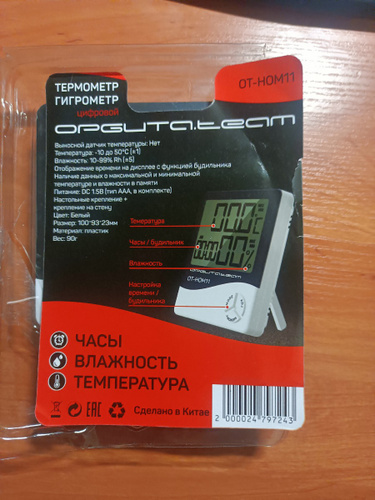 ТЕРМОМЕТР
ГИГРОМЕТР
цифровой
OT-HOM11
ОРБИТА.team
Выносной датчик температуры: Нет
Температура: -10 до 50°С (±1)
Влажность: 10-99% Rh (±5)
Отображение времени на дисплее с функцией будильника
Наличие данных о максимальной и минимальной
температуре и влажности в памяти
Питание: DC 1.5В (тип ААА, в комплекте)
Настольные крепление +
крепление на стену
Цвет: Белый
Размер: 100*93*23мм
Материал: пластик
Вес: 90г
Температура
Часы / будильник
Влажность
Настройка
времени /
будильника
ОРБИТА.team
OT-HOM11
ЧАСЫ
ВЛАЖНОСТЬ
ТЕМПЕРАТУРА
CE EAC Сделано в Китае
2 000024 797243